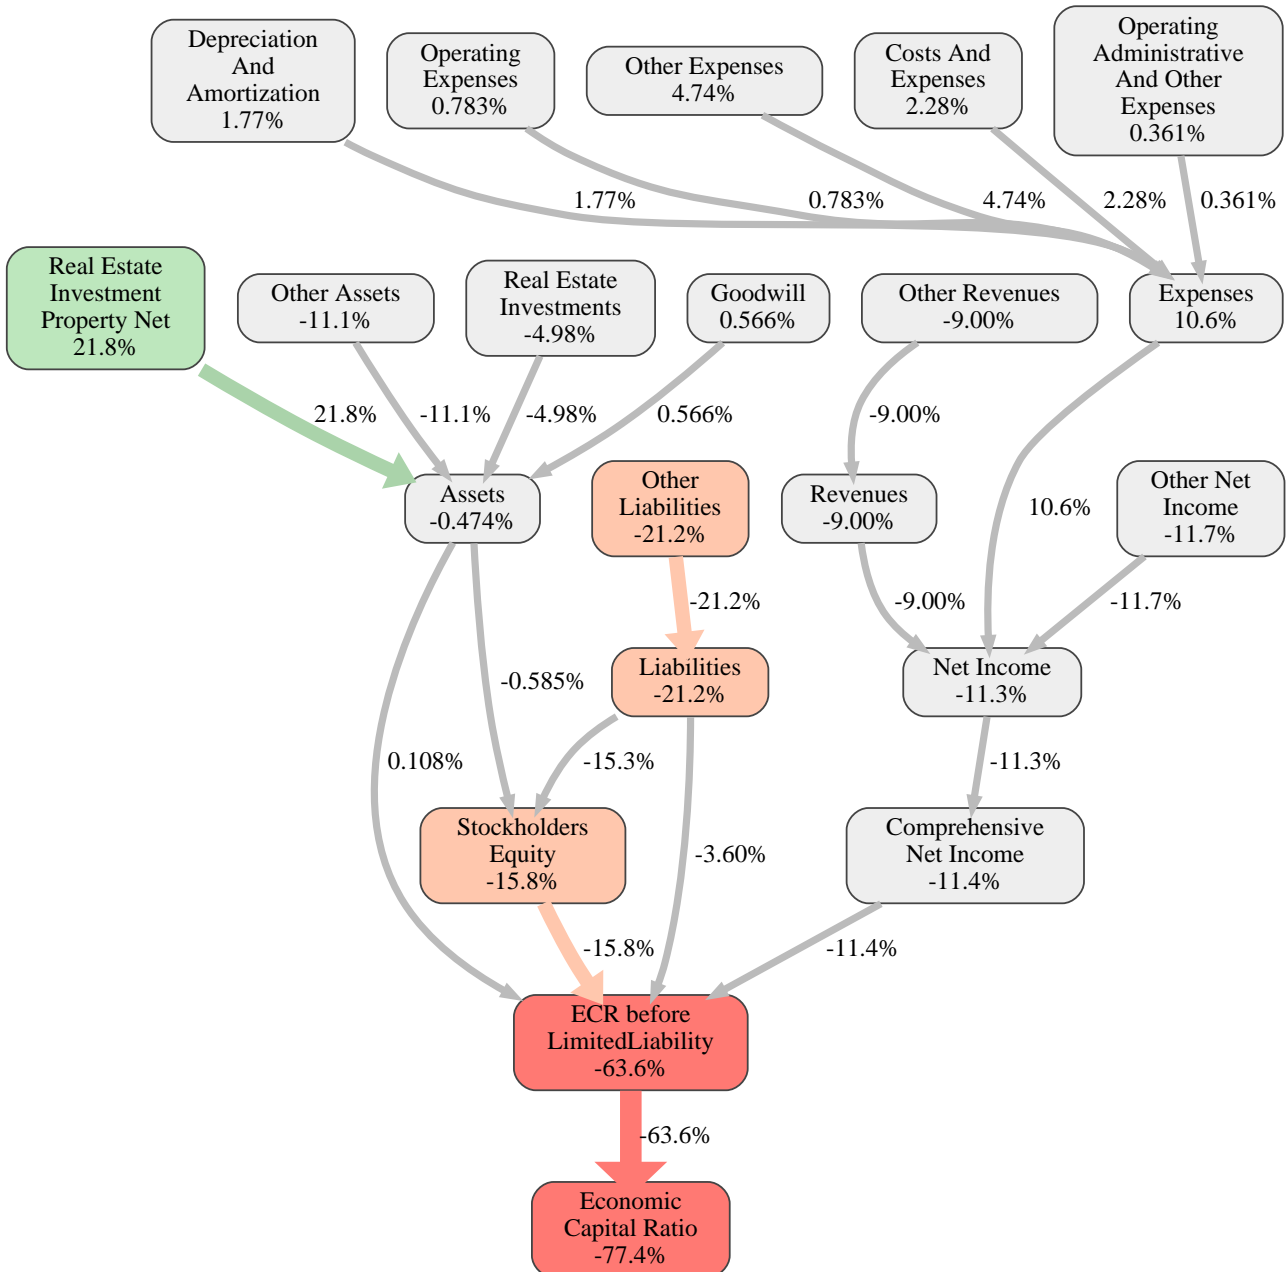 Depreciation
And
Amortization
1.77%
Operating
Expenses
0.783%
Other Expenses
4.74%
Costs And
Expenses
2.28%
Operating
Administrative
And Other
Expenses
0.361%
1.77%
0.783%
4.74%
2.28%
0.361%
Real Estate
Investment
Property Net
21.8%
Other Assets
-11.1%
Real Estate
Investments
-4.98%
Goodwill
0.566%
Other Revenues
-9.00%
Expenses
10.6%
21.8%
-11.1%
-4.98%
0.566%
-9.00%
Assets
-0.474%
Other
Liabilities
-21.2%
Revenues
-9.00%
10.6%
Other Net
Income
-11.7%
-21.2%
-9.00%
-11.7%
-0.585%
Liabilities
-21.2%
Net Income
-11.3%
0.108%
-15.3%
-11.3%
Stockholders
Equity
-15.8%
-3.60%
Comprehensive
Net Income
-11.4%
-15.8%
-11.4%
ECR before
LimitedLiability
-63.6%
-63.6%
Economic
Capital Ratio
-77.4%